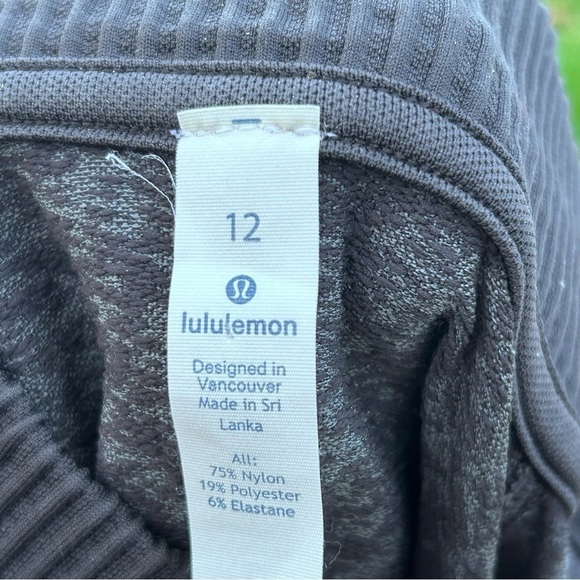 12
lululemon
Designed in
Vancouver
Made in Sri
Lanka
All:
75% Nylon
19% Polyester
6% Elastane